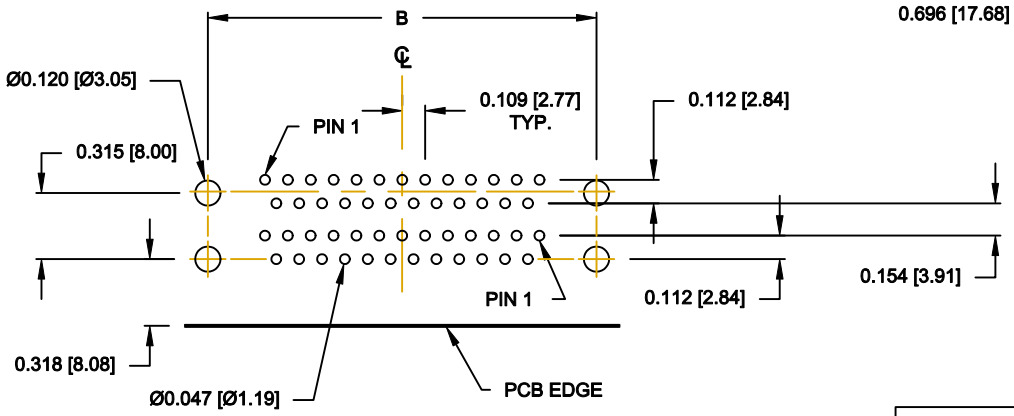 B
0.696 [17.68]
℄
Ø0.120 [Ø3.05]
0.109 [2.77]
TYP.
0.112 [2.84]
PIN 1
0.315 [8.00]
0.154 [3.91]
PIN 1
0.112 [2.84]
0.318 [8.08]
Ø0.047 [Ø1.19]
PCB EDGE